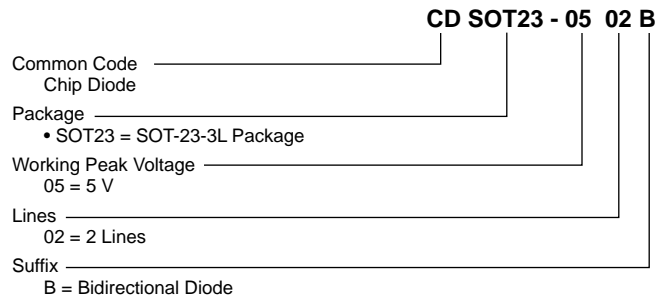 CD SOT23 - 05 02 B
Common Code
Chip Diode
Package
• SOT23 = SOT-23-3L Package
Working Peak Voltage
05 = 5 V
Lines
02 = 2 Lines
Suffix
B = Bidirectional Diode